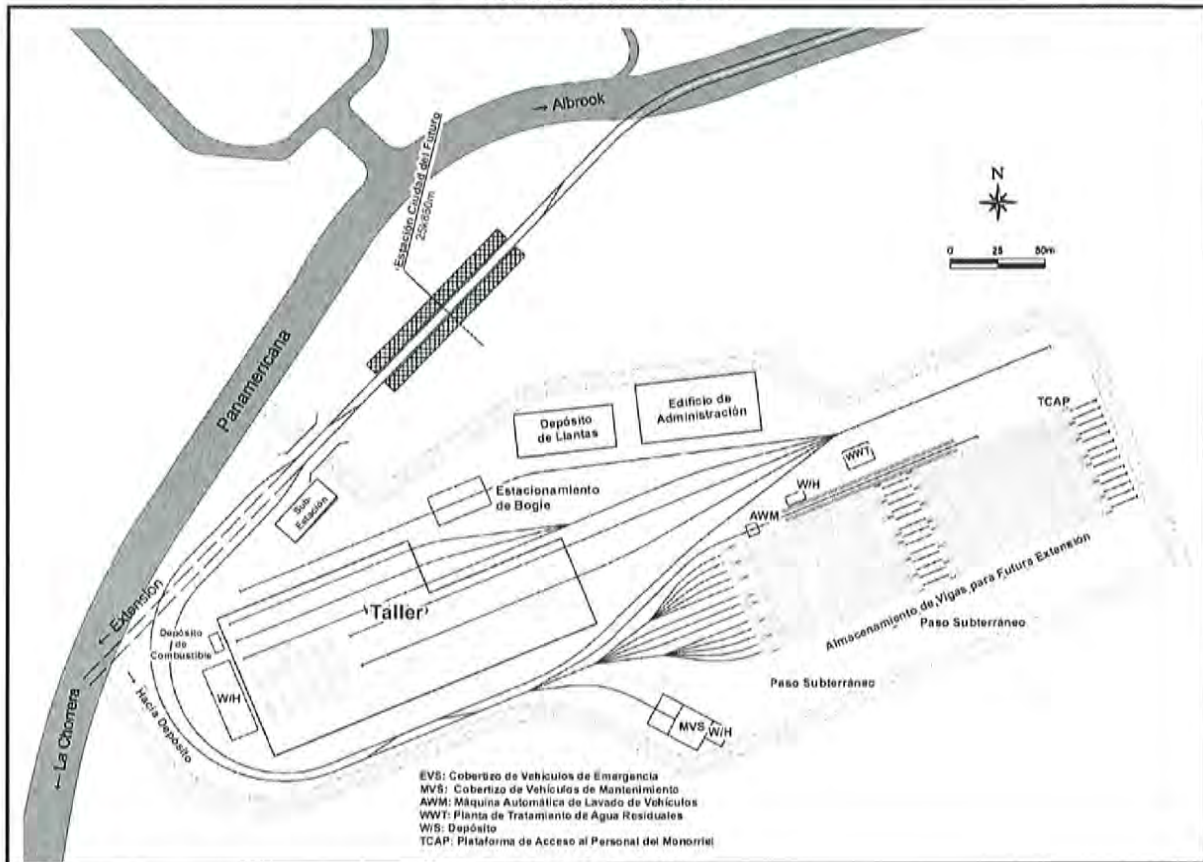 → Albrook
Estación Ciudad del Futuro
25k650m
N
0 25 50m
Panamericana
Edificio de
Administración
Depósito
de Llantas
TCAP
WWT
W/H
Estacionamiento
de Bogie
AWM
Sub-
Estación
Almacenamiento de Vigas para Futura Extensión
Paso Subterráneo
← Extensión
Taller
Depósito
de
Combustible
W/H
Paso Subterráneo
→ Hacia Depósito
MVS
W/H
← La Chorrera
EVS: Cobertizo de Vehículos de Emergencia
MVS: Cobertizo de Vehículos de Mantenimiento
AWM: Máquina Automática de Lavado de Vehículos
WWT: Planta de Tratamiento de Agua Residuales
W/S: Depósito
TCAP: Plataforma de Acceso al Personal del Monorriel